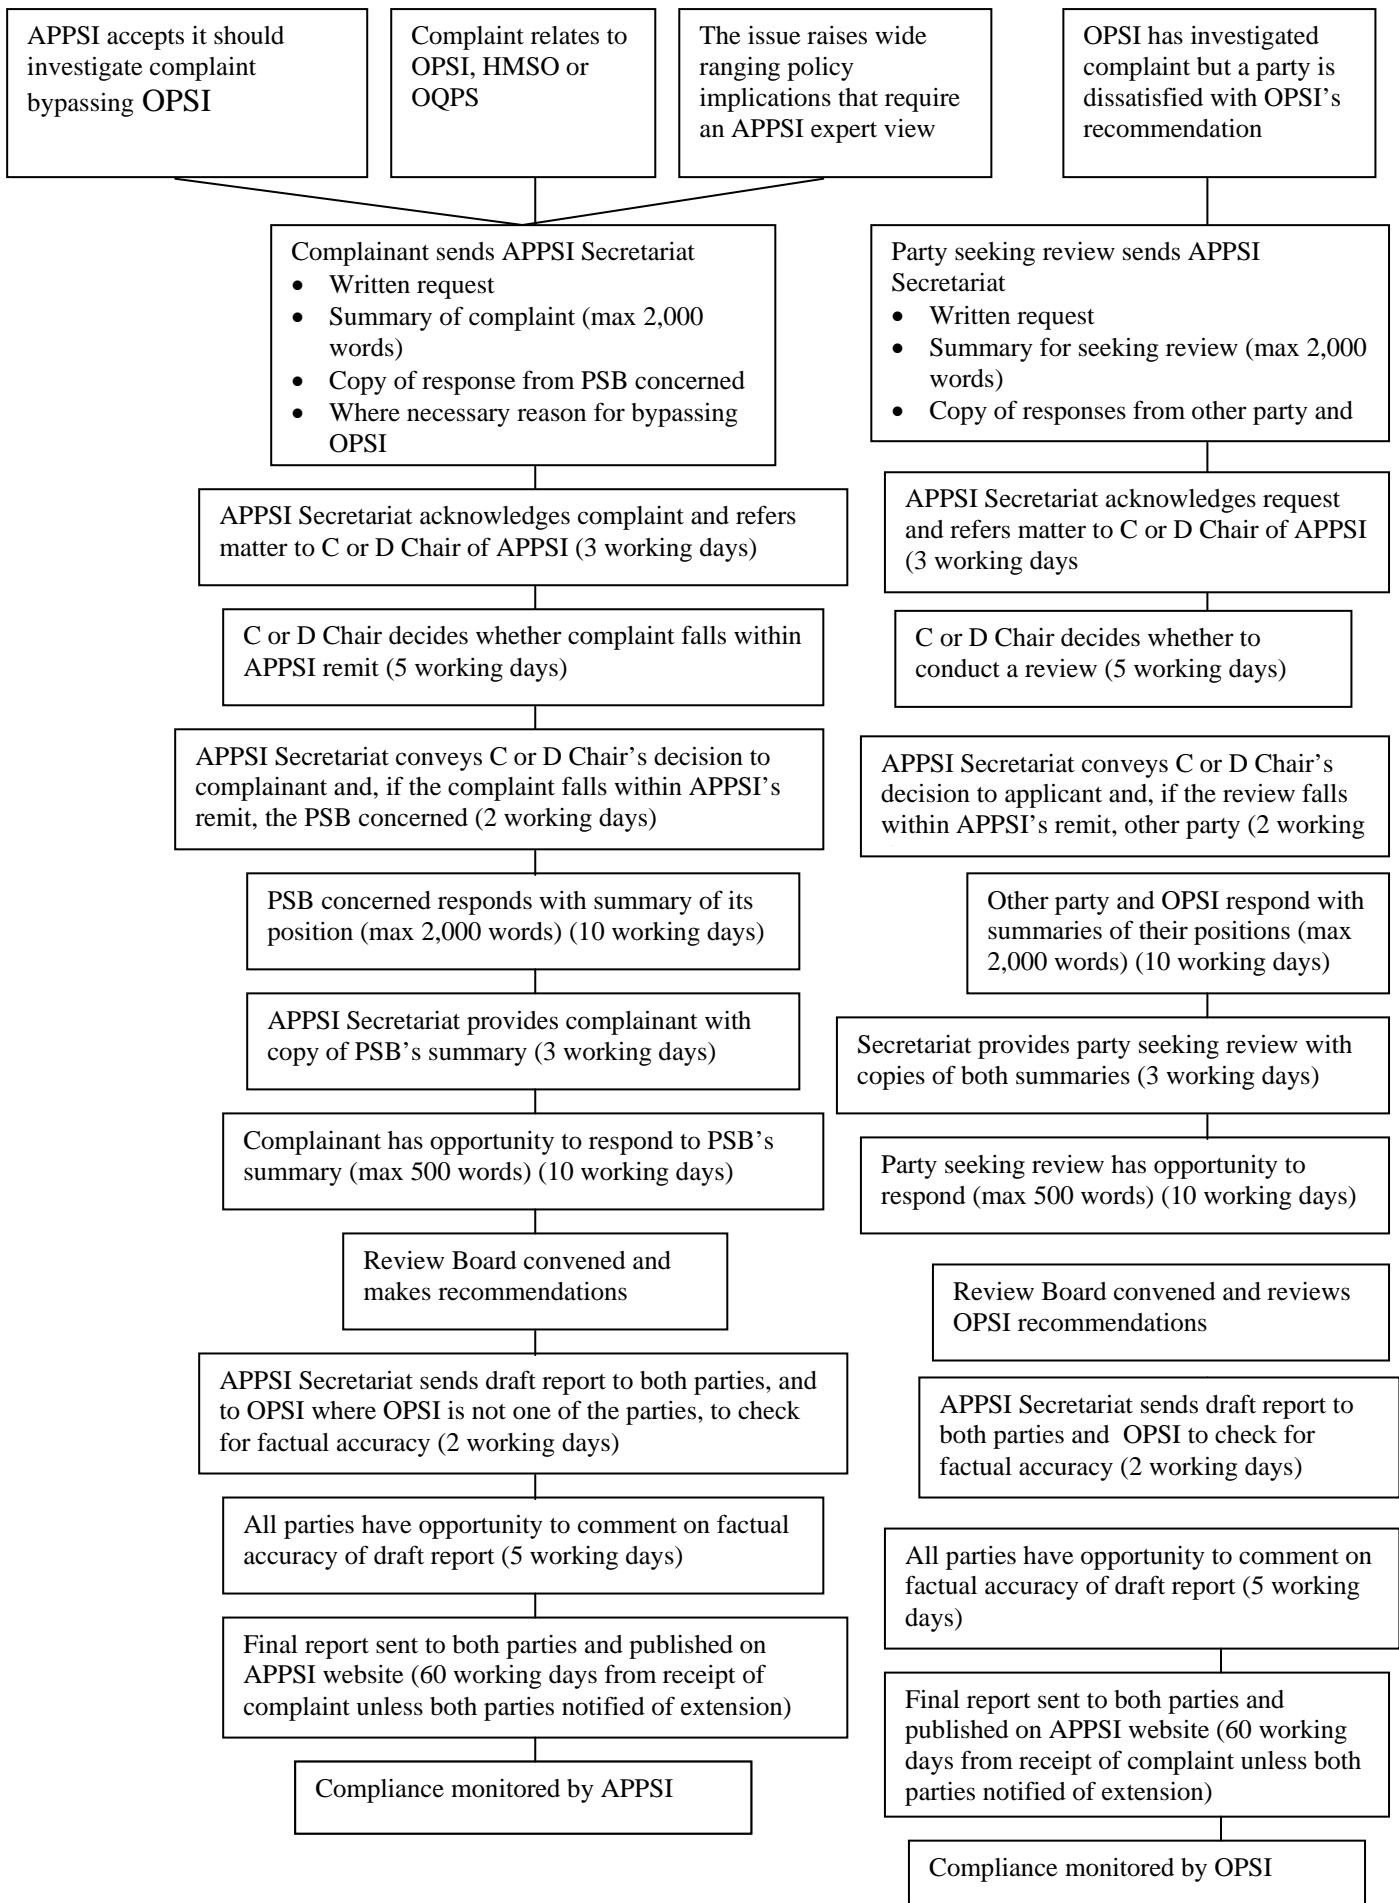 APPSI accepts it should
investigate complaint
bypassing OPSI
Complaint relates to
OPSI, HMSO or
OQPS
The issue raises wide
ranging policy
implications that require
an APPSI expert view
OPSI has investigated
complaint but a party is
dissatisfied with OPSI’s
recommendation
Complainant sends APPSI Secretariat
• Written request
• Summary of complaint (max 2,000
words)
• Copy of response from PSB concerned
• Where necessary reason for bypassing
OPSI
APPSI Secretariat acknowledges complaint and refers
matter to C or D Chair of APPSI (3 working days)
C or D Chair decides whether complaint falls within
APPSI remit (5 working days)
APPSI Secretariat conveys C or D Chair’s decision to
complainant and, if the complaint falls within APPSI’s
remit, the PSB concerned (2 working days)
PSB concerned responds with summary of its
position (max 2,000 words) (10 working days)
APPSI Secretariat provides complainant with
copy of PSB’s summary (3 working days)
Complainant has opportunity to respond to PSB’s
summary (max 500 words) (10 working days)
Review Board convened and
makes recommendations
APPSI Secretariat sends draft report to both parties, and
to OPSI where OPSI is not one of the parties, to check
for factual accuracy (2 working days)
All parties have opportunity to comment on factual
accuracy of draft report (5 working days)
Final report sent to both parties and published on
APPSI website (60 working days from receipt of
complaint unless both parties notified of extension)
Compliance monitored by APPSI
Party seeking review sends APPSI
Secretariat
• Written request
• Summary for seeking review (max 2,000
words)
• Copy of responses from other party and
APPSI Secretariat acknowledges request
and refers matter to C or D Chair of APPSI
(3 working days
C or D Chair decides whether to
conduct a review (5 working days)
APPSI Secretariat conveys C or D Chair’s
decision to applicant and, if the review falls
within APPSI’s remit, other party (2 working
Other party and OPSI respond with
summaries of their positions (max
2,000 words) (10 working days)
Secretariat provides party seeking review with
copies of both summaries (3 working days)
Party seeking review has opportunity to
respond (max 500 words) (10 working days)
Review Board convened and reviews
OPSI recommendations
APPSI Secretariat sends draft report to
both parties and OPSI to check for
factual accuracy (2 working days)
All parties have opportunity to comment on
factual accuracy of draft report (5 working
days)
Final report sent to both parties and
published on APPSI website (60 working
days from receipt of complaint unless both
parties notified of extension)
Compliance monitored by OPSI